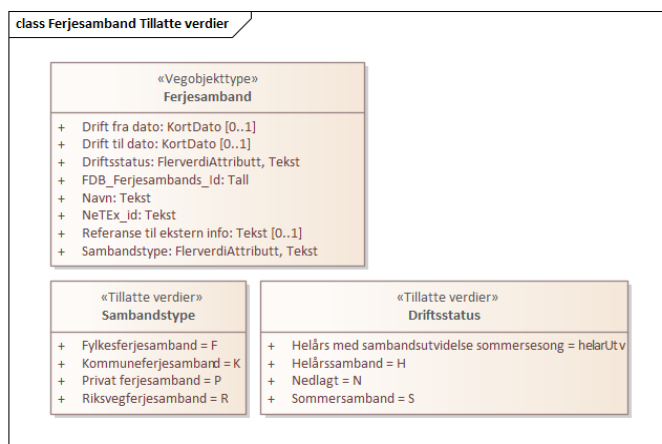 class Ferjesamband Tillatte verdier
«Vegobjekttype»
Ferjesamband
+ Drift fra dato: KortDato [0..1]
+ Drift til dato: KortDato [0..1]
+ Driftsstatus: FlerverdiAttributt, Tekst
+ FDB_Ferjesambands_Id: Tall
+ Navn: Tekst
+ NeTEx_id: Tekst
+ Referanse til ekstern info: Tekst [0..1]
+ Sambandstype: FlerverdiAttributt, Tekst
«Tillatte verdier»
Sambandstype
+ Fylkesferjesamband = F
+ Kommuneferjesamband = K
+ Privat ferjesamband = P
+ Riksvegferjesamband = R
«Tillatte verdier»
Driftsstatus
+ Helårs med sambandsutvidelse sommersesong = helarUtv
+ Helårssamband = H
+ Nedlagt = N
+ Sommersamband = S